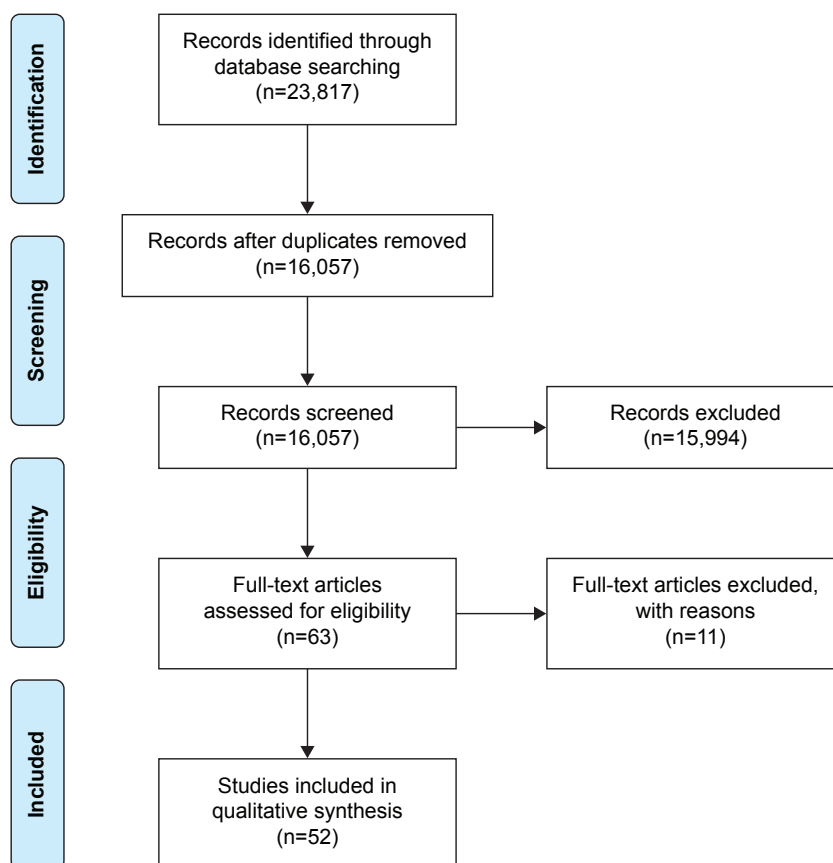 Identification
Records identified through
database searching
(n=23,817)
Records after duplicates removed
(n=16,057)
Screening
Records screened
(n=16,057)
Records excluded
(n=15,994)
Eligibility
Full-text articles
assessed for eligibility
(n=63)
Full-text articles excluded,
with reasons
(n=11)
Included
Studies included in
qualitative synthesis
(n=52)